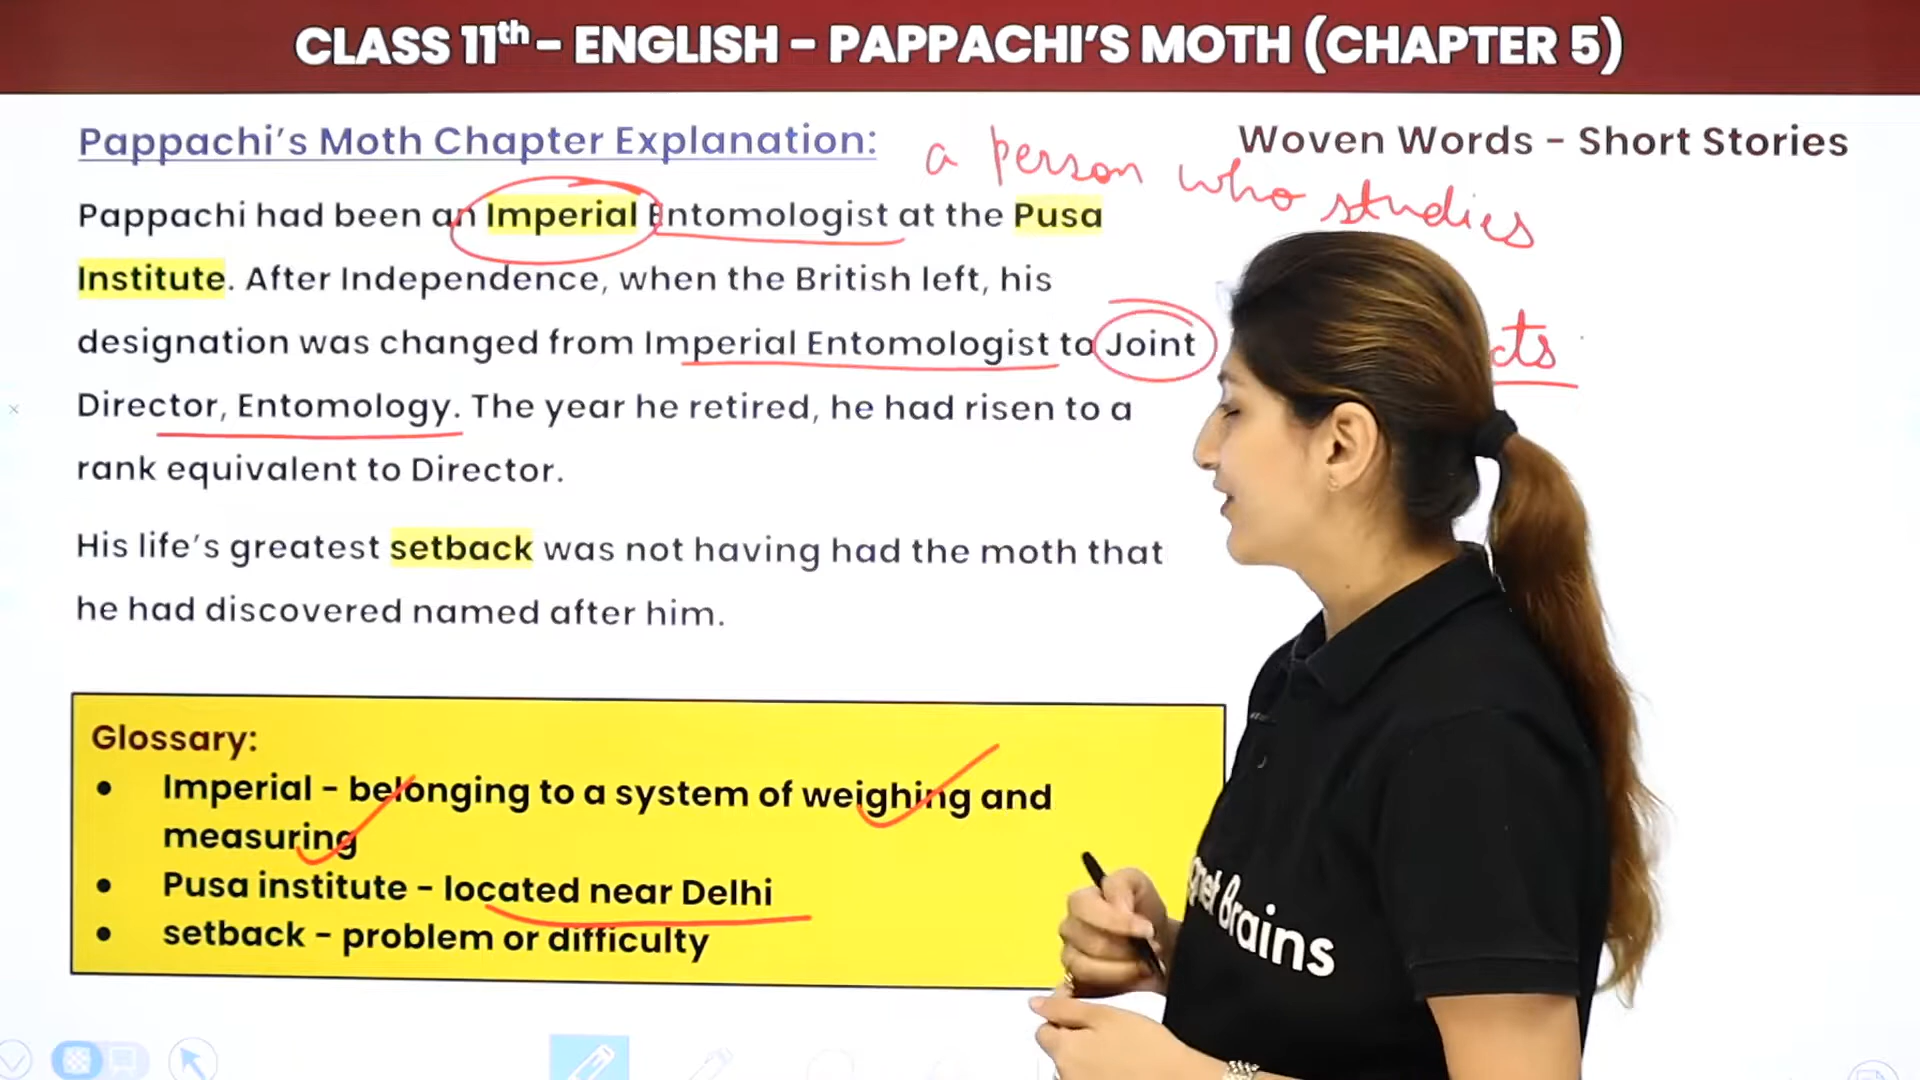 CLASS 11th – ENGLISH – PAPPACHI'S MOTH (CHAPTER 5)
Pappachi's Moth Chapter Explanation:
Woven Words – Short Stories
a person who studies
cts
Pappachi had been an Imperial Entomologist at the Pusa
Institute. After Independence, when the British left, his
designation was changed from Imperial Entomologist to Joint
Director, Entomology. The year he retired, he had risen to a
rank equivalent to Director.
His life's greatest setback was not having had the moth that
he had discovered named after him.
Glossary:
● Imperial – belonging to a system of weighing and
measuring
● Pusa institute – located near Delhi
● setback – problem or difficulty
gnet Brains